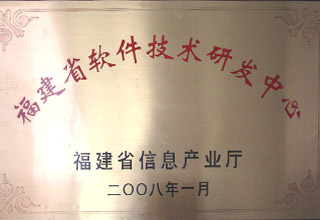 福建省软件技术研发中心
福建省信息产业厅
二〇〇八年一月